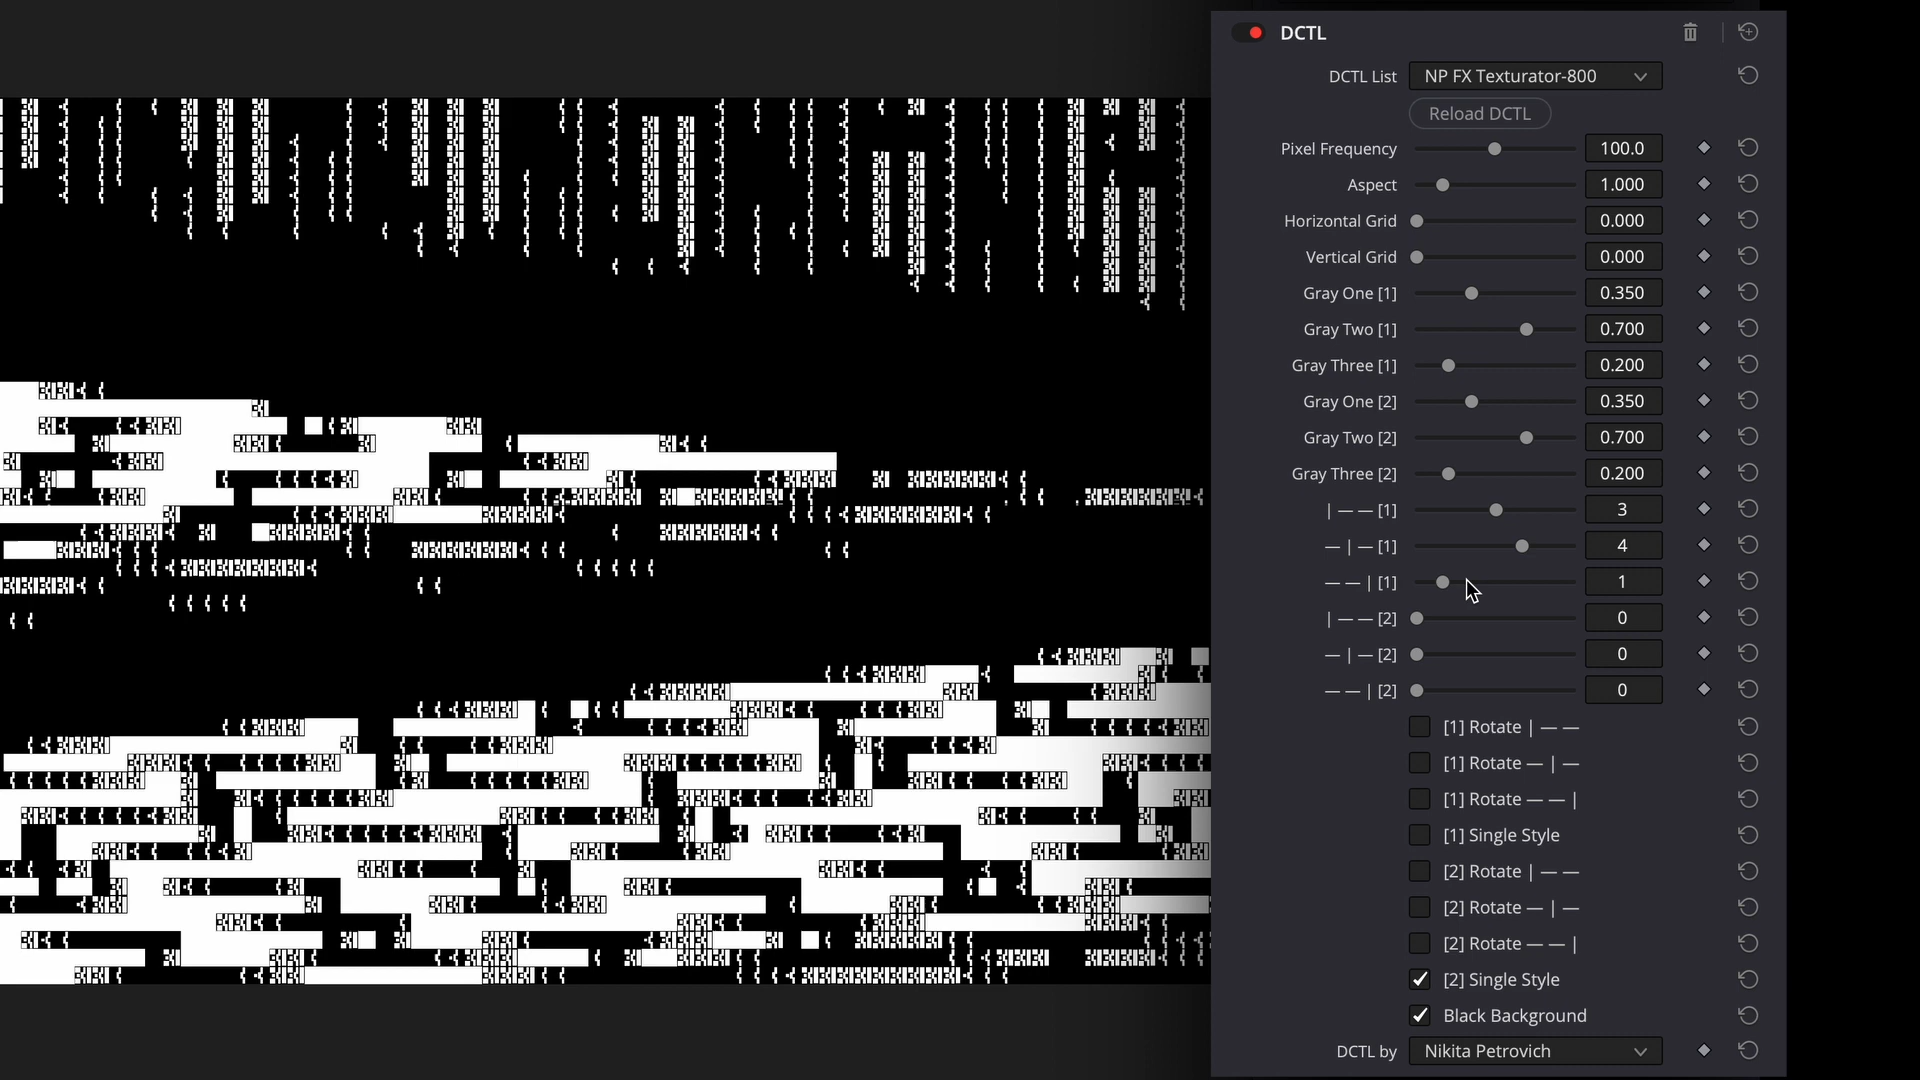 DCTL
DCTL List NP FX Texturator-800
Reload DCTL
Pixel Frequency 100.0
Aspect 1.000
Horizontal Grid 0.000
Vertical Grid 0.000
Gray One [1] 0.350
Gray Two [1] 0.700
Gray Three [1] 0.200
Gray One [2] 0.350
Gray Two [2] 0.700
Gray Three [2] 0.200
| — — [1] 3
— | — [1] 4
— — | [1] 1
| — — [2] 0
— | — [2] 0
— — | [2] 0
[1] Rotate | — —
[1] Rotate — | —
[1] Rotate — — |
[1] Single Style
[2] Rotate | — —
[2] Rotate — | —
[2] Rotate — — |
[2] Single Style
Black Background
DCTL by Nikita Petrovich